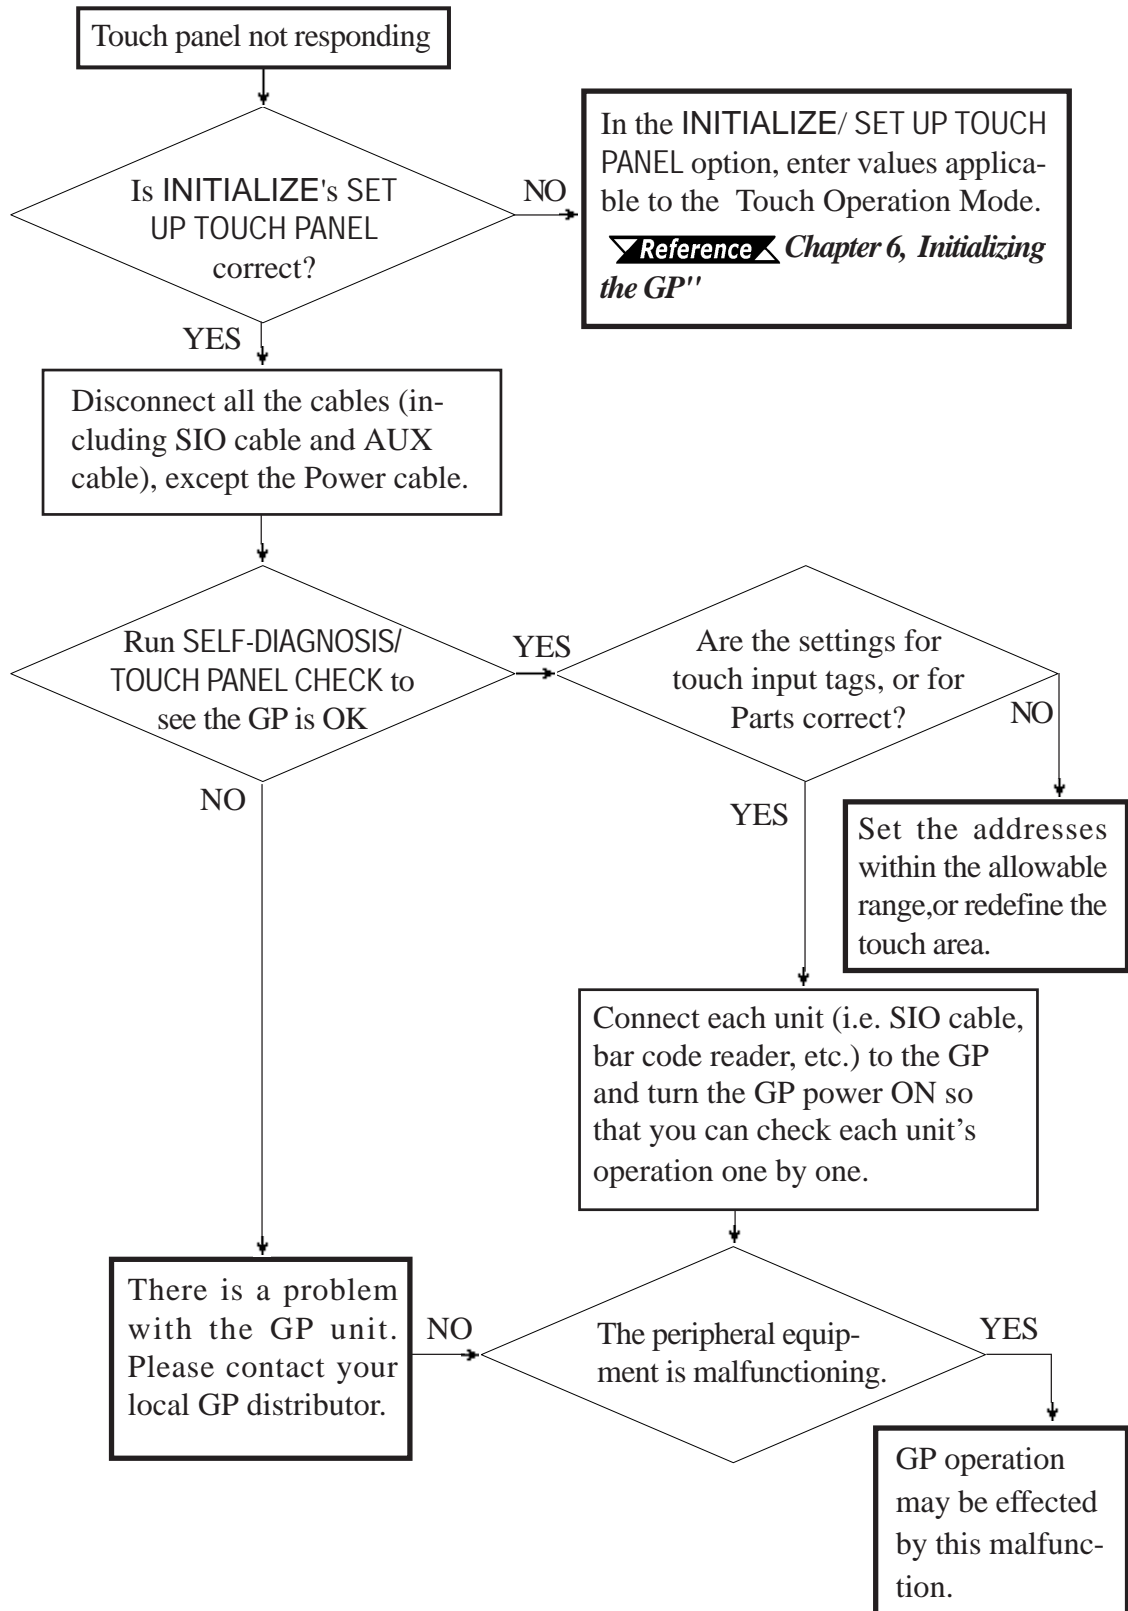 Touch panel not responding
Is INITIALIZE's SET
UP TOUCH PANEL
correct?
NO
In the INITIALIZE/ SET UP TOUCH
PANEL option, enter values applica-
ble to the Touch Operation Mode.
Reference Chapter 6, Initializing
the GP"
YES
Disconnect all the cables (in-
cluding SIO cable and AUX
cable), except the Power cable.
Run SELF-DIAGNOSIS/
TOUCH PANEL CHECK to
see the GP is OK
YES
Are the settings for
touch input tags, or for
Parts correct?
NO
NO
YES
Set the addresses
within the allowable
range,or redefine the
touch area.
Connect each unit (i.e. SIO cable,
bar code reader, etc.) to the GP
and turn the GP power ON so
that you can check each unit's
operation one by one.
There is a problem
with the GP unit.
Please contact your
local GP distributor.
NO
The peripheral equip-
ment is malfunctioning.
YES
GP operation
may be effected
by this malfunc-
tion.